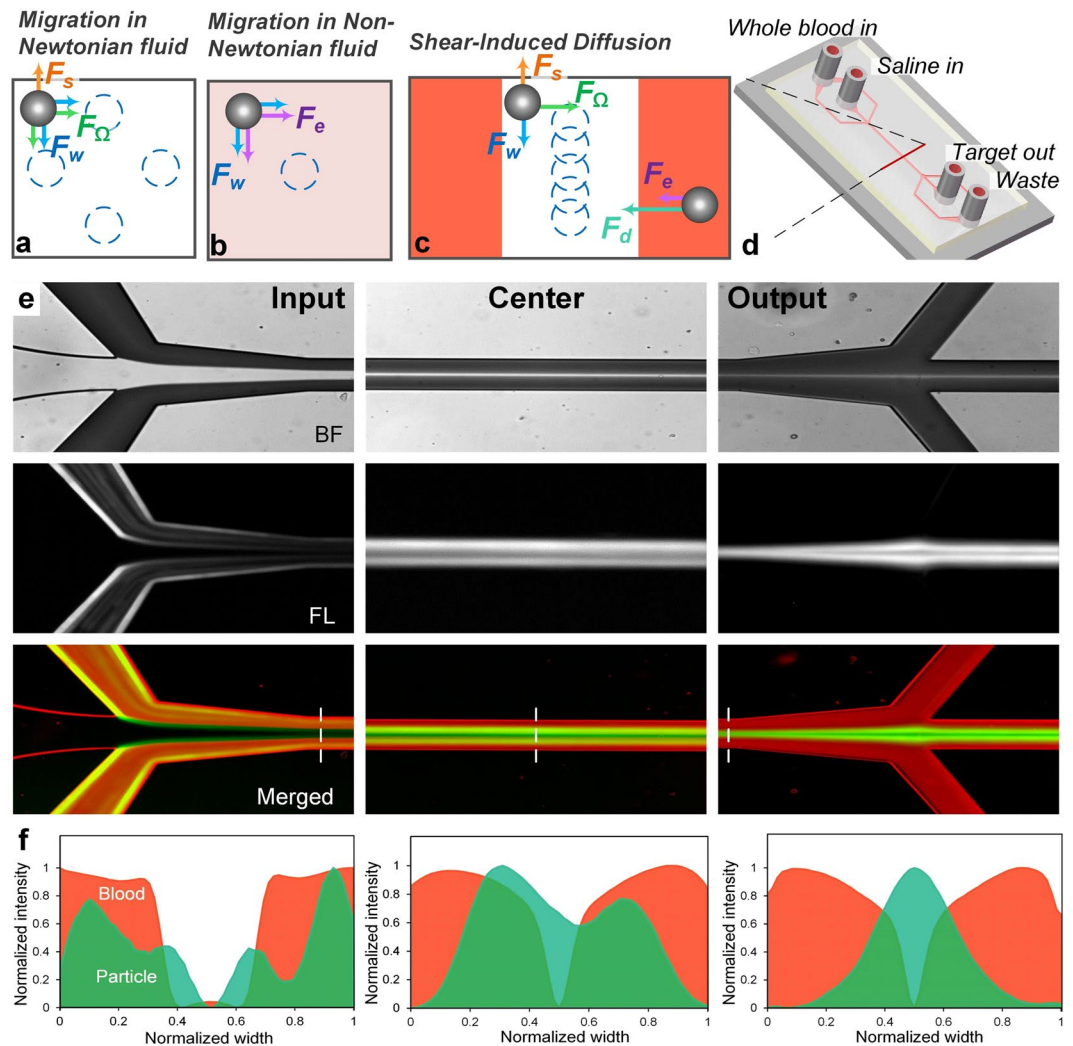 Migration in
Newtonian fluid
Migration in Non-
Newtonian fluid
Shear-Induced Diffusion
Whole blood in
Saline in
Target out
Waste
Fs
FΩ
Fw
a
Fe
Fw
b
Fs
FΩ
Fw
Fe
Fd
c
d
e
Input
Center
Output
BF
FL
Merged
f
Normalized intensity
1
0.8
0.6
0.4
0.2
0
Blood
Particle
0 0.2 0.4 0.6 0.8 1
Normalized width
Normalized intensity
1
0.8
0.6
0.4
0.2
0
0 0.2 0.4 0.6 0.8 1
Normalized width
Normalized intensity
1
0.8
0.6
0.4
0.2
0
0 0.2 0.4 0.6 0.8 1
Normalized width